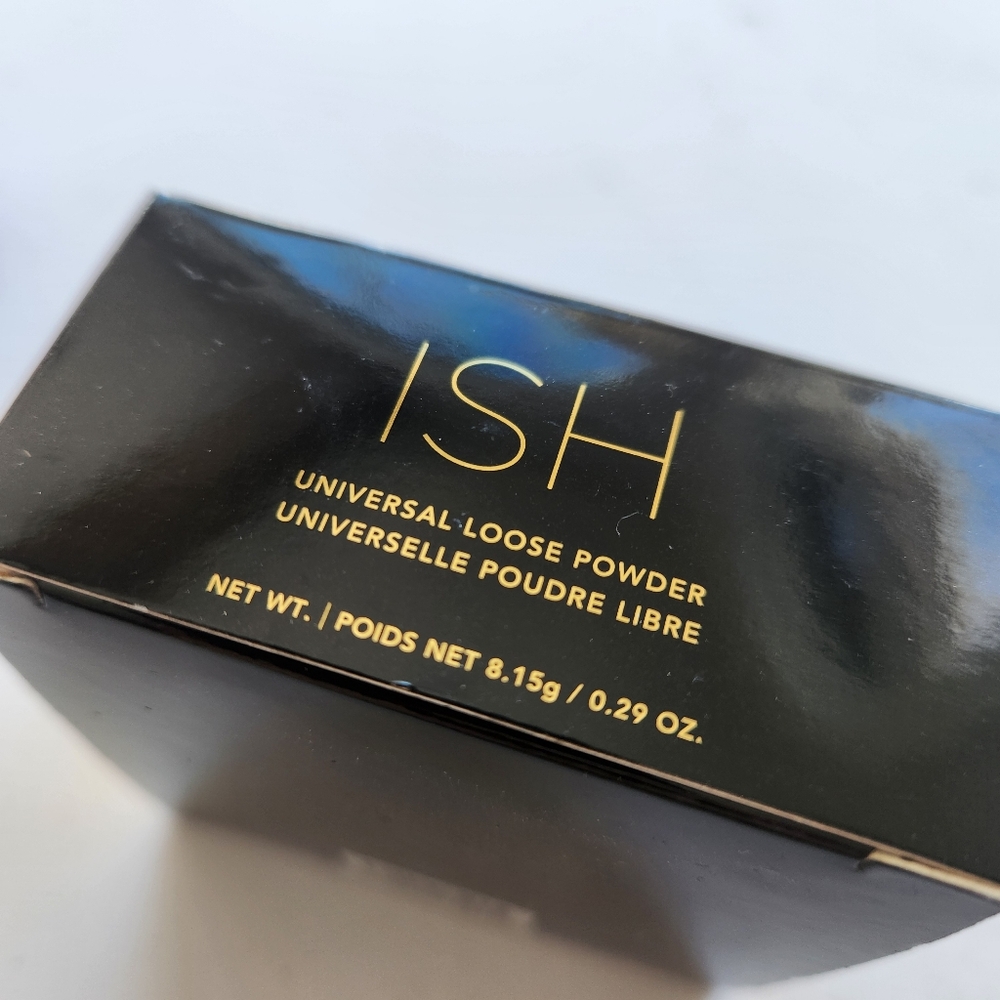 ISH
UNIVERSAL LOOSE POWDER
UNIVERSELLE POUDRE LIBRE
NET WT. | POIDS NET 8.15g / 0.29 OZ.